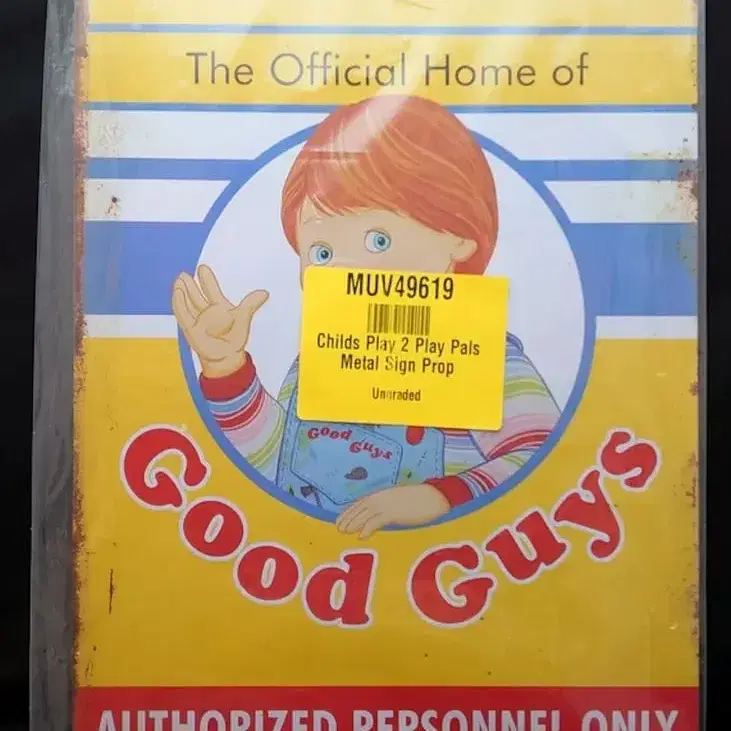 The Official Home of
MUV49619
Childs Play 2 Play Pals
Metal Sign Prop
Ungraded
Good Guys
Good Guys
AUTHORIZED PERSONNEL ONLY